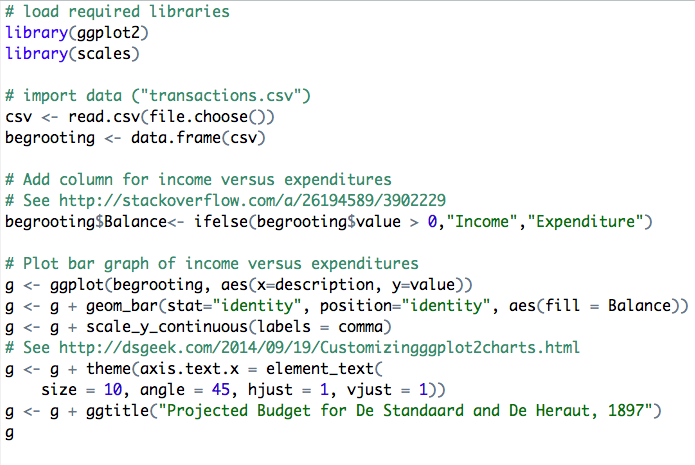 # load required libraries
library(ggplot2)
library(scales)
# import data ("transactions.csv")
csv <- read.csv(file.choose())
begrooting <- data.frame(csv)
# Add column for income versus expenditures
# See http://stackoverflow.com/a/26194589/3902229
begrooting$Balance<- ifelse(begrooting$value > 0,"Income","Expenditure")
# Plot bar graph of income versus expenditures
g <- ggplot(begrooting, aes(x=description, y=value))
g <- g + geom_bar(stat="identity", position="identity", aes(fill = Balance))
g <- g + scale_y_continuous(labels = comma)
# See http://dsgeek.com/2014/09/19/Customizingggplot2charts.html
g <- g + theme(axis.text.x = element_text(
    size = 10, angle = 45, hjust = 1, vjust = 1))
g <- g + ggtitle("Projected Budget for De Standaard and De Heraut, 1897")
g